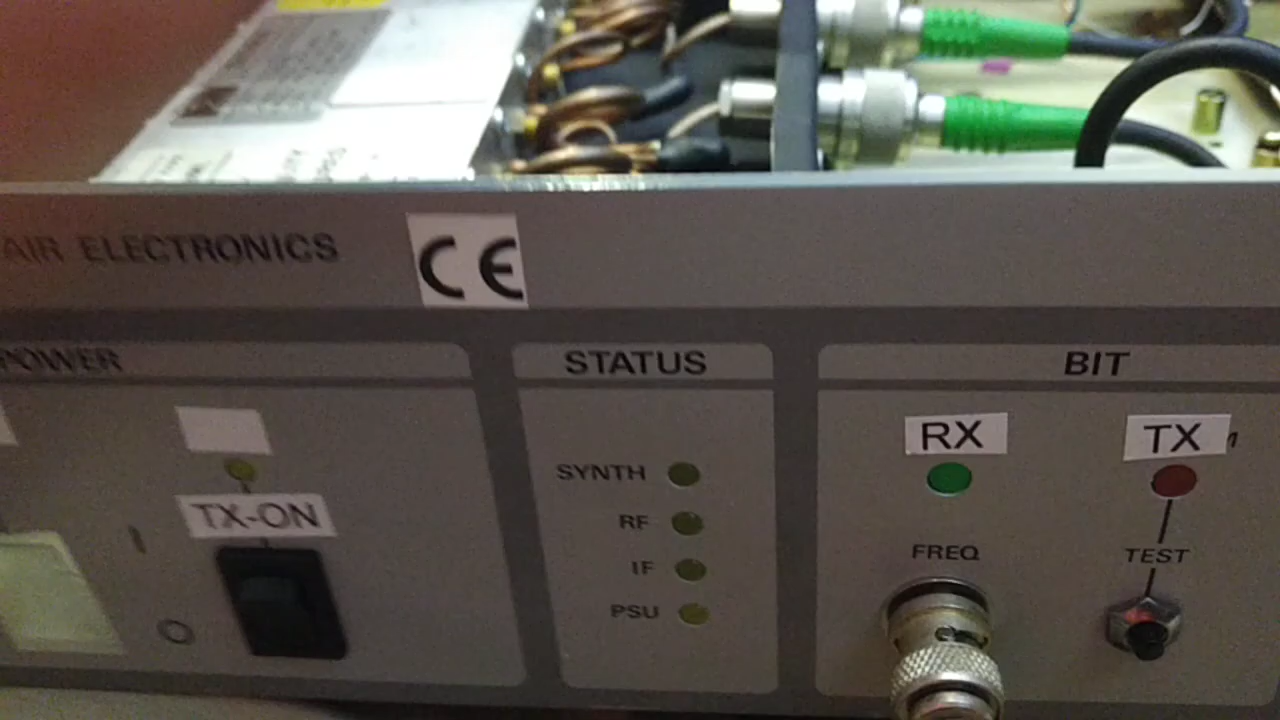 AIR ELECTRONICS
CE
POWER
STATUS
BIT
RX
TX
TX-ON
SYNTH
RF
IF
PSU
FREQ
TEST